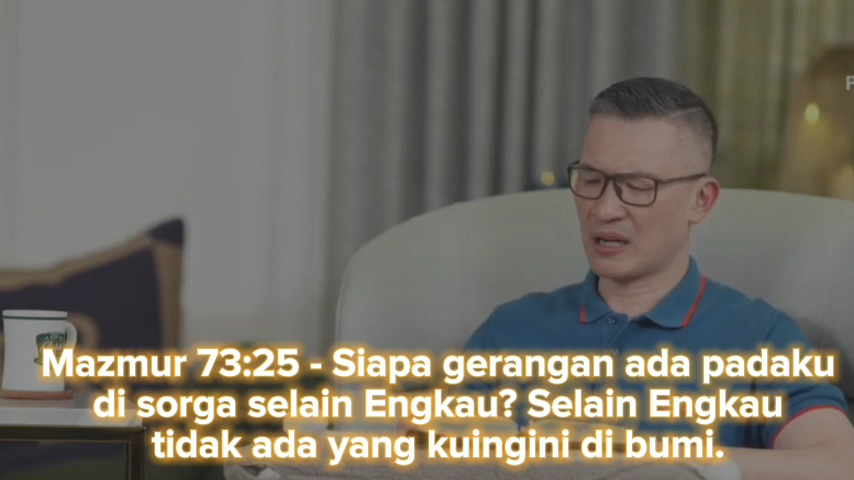 Mazmur 73:25 - Siapa gerangan ada padaku
di sorga selain Engkau? Selain Engkau
tidak ada yang kuingini di bumi.